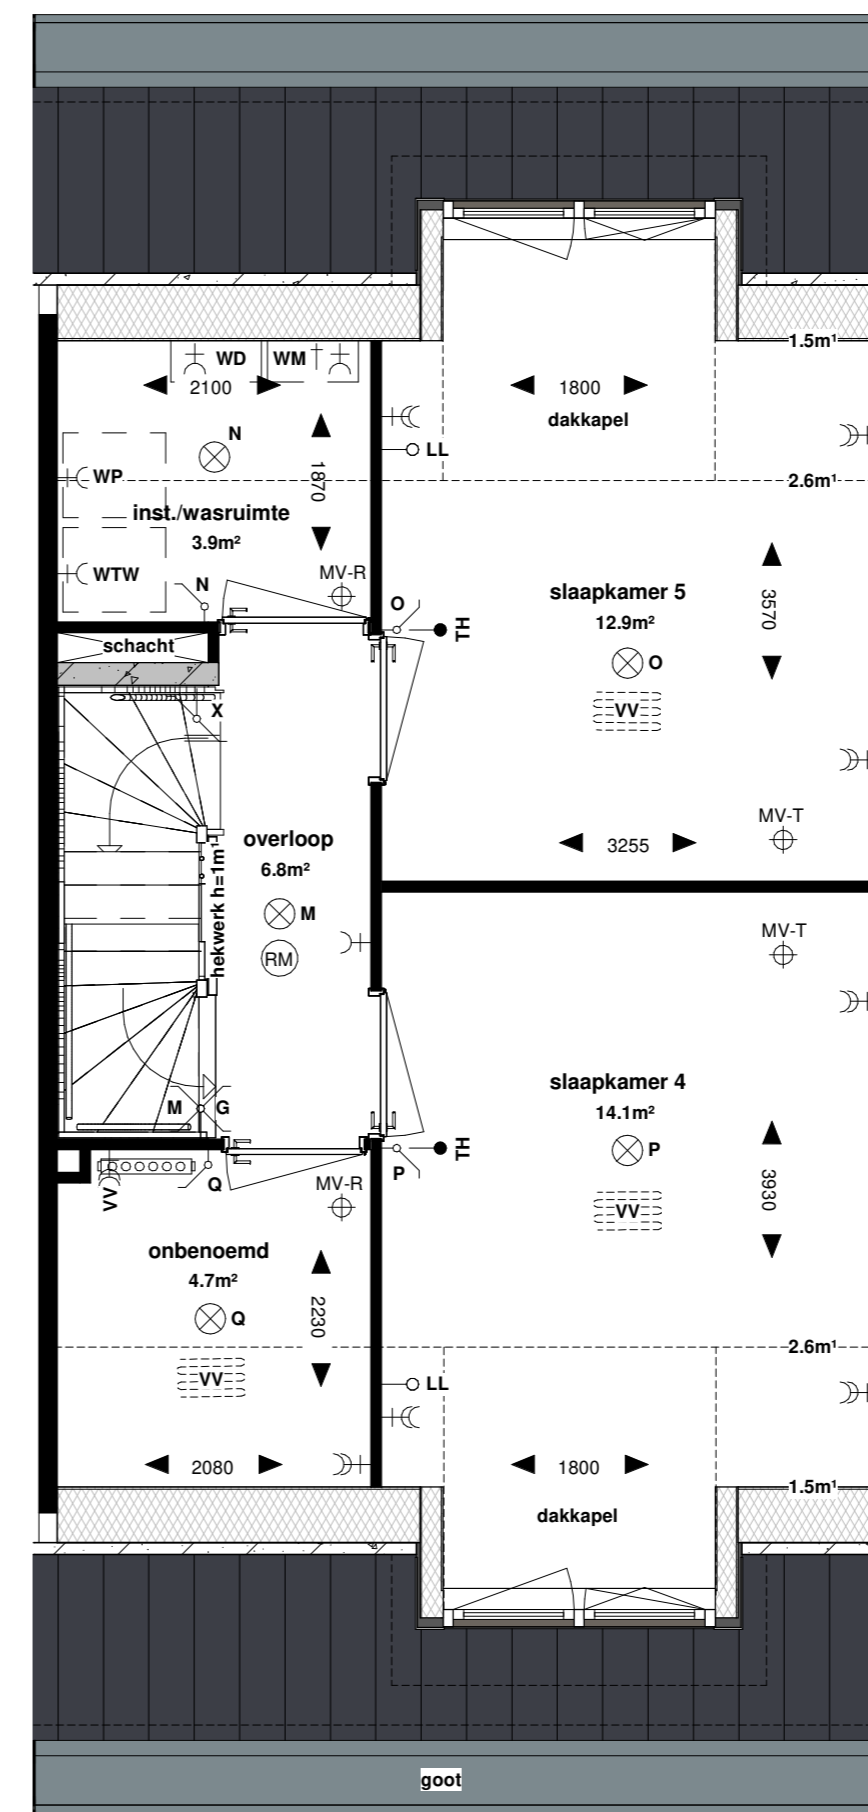 1.5m¹
WD
WM
2100
1800
dakkapel
N
LL
1870
WP
2.6m¹
inst./wasruimte
3.9m²
WTW
N
MV-R
O
TH
slaapkamer 5
12.9m²
3570
schacht
O
VV
X
MV-T
overloop
6.8m²
3255
hekwerk h=1m¹
M
RM
MV-T
slaapkamer 4
14.1m²
M
G
TH
P
P
3930
VV
Q
MV-R
VV
onbenoemd
4.7m²
2230
Q
2.6m¹
VV
LL
2080
1800
1.5m¹
dakkapel
goot